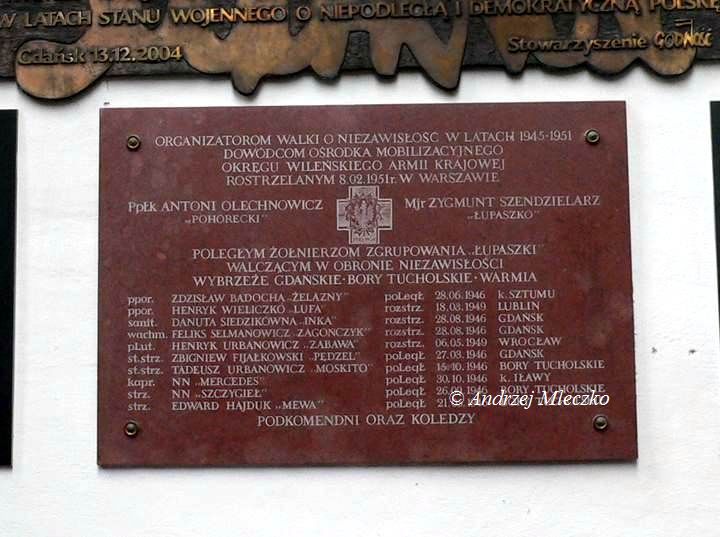 W LATACH STANU WOJENNEGO O NIEPODLEGŁĄ I DEMOKRATYCZNĄ POLSKĘ
Gdańsk 13.12.2004
Stowarzyszenie GODNOŚĆ
ORGANIZATOROM WALKI O NIEZAWISŁOŚĆ W LATACH 1945-1951
DOWÓDCOM OŚRODKA MOBILIZACYJNEGO
OKRĘGU WILEŃSKIEGO ARMII KRAJOWEJ
ROSTRZELANYM 8.02.1951r. W WARSZAWIE
Ppłk ANTONI OLECHNOWICZ
„POHORECKI”
Mjr ZYGMUNT SZENDZIELARZ
„ŁUPASZKO”
POLEGŁYM ŻOŁNIERZOM ZGRUPOWANIA „ŁUPASZKI”
WALCZĄCYM W OBRONIE NIEZAWISŁOŚCI
WYBRZEŻE GDAŃSKIE · BORY TUCHOLSKIE · WARMIA
ppor. ZDZISŁAW BADOCHA „ŻELAZNY” poległ 28.06.1946 k. SZTUMU
ppor. HENRYK WIELICZKO „LUFA” rozstrz. 18.03.1949 LUBLIN
sanit. DANUTA SIEDZIKÓWNA „INKA” rozstrz. 28.08.1946 GDAŃSK
wachm. FELIKS SELMANOWICZ „ZAGOŃCZYK” rozstrz. 28.08.1946 GDAŃSK
pLut. HENRYK URBANOWICZ „ZABAWA” rozstrz. 06.05.1949 WROCŁAW
st.strz. ZBIGNIEW FIJAŁKOWSKI „PĘDZEL” poległ 27.03.1946 GDAŃSK
st.strz. TADEUSZ URBANOWICZ „MOSKITO” poległ 15.10.1946 BORY TUCHOLSKIE
kapr. NN „MERCEDES” poległ 30.10.1946 k. IŁAWY
strz. NN „SZCZYGIEŁ” poległ 1946 BORY TUCHOLSKIE
strz. EDWARD HAJDUK „MEWA” poległ 21
© Andrzej Mleczko
PODKOMENDNI ORAZ KOLEDZY